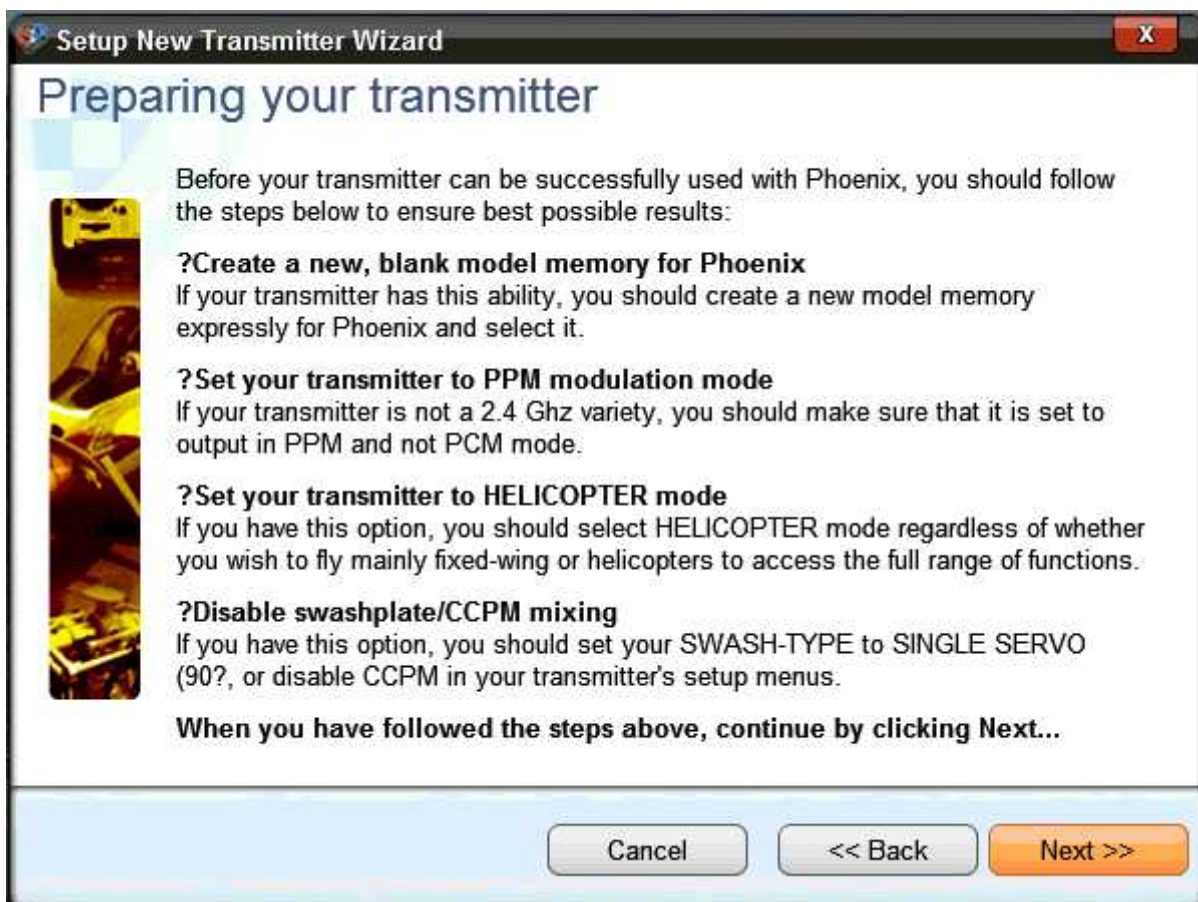 Setup New Transmitter Wizard
X
Preparing your transmitter
Before your transmitter can be successfully used with Phoenix, you should follow
the steps below to ensure best possible results:
?Create a new, blank model memory for Phoenix
If your transmitter has this ability, you should create a new model memory
expressly for Phoenix and select it.
?Set your transmitter to PPM modulation mode
If your transmitter is not a 2.4 Ghz variety, you should make sure that it is set to
output in PPM and not PCM mode.
?Set your transmitter to HELICOPTER mode
If you have this option, you should select HELICOPTER mode regardless of whether
you wish to fly mainly fixed-wing or helicopters to access the full range of functions.
?Disable swashplate/CCPM mixing
If you have this option, you should set your SWASH-TYPE to SINGLE SERVO
(90?, or disable CCPM in your transmitter's setup menus.
When you have followed the steps above, continue by clicking Next...
Cancel
<< Back
Next >>